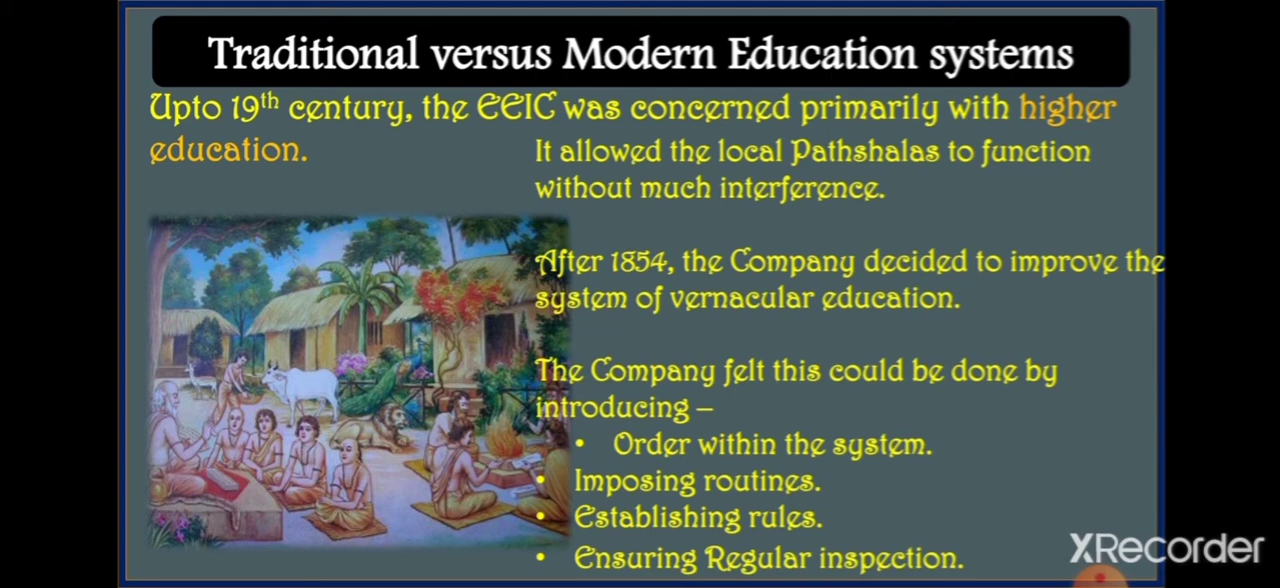 Traditional versus Modern Education systems
Upto 19th century, the EEIC was concerned primarily with higher
education.
It allowed the local Pathshalas to function
without much interference.
After 1854, the Company decided to improve the
system of vernacular education.
The Company felt this could be done by
introducing –
• Order within the system.
• Imposing routines.
• Establishing rules.
• Ensuring Regular inspection.
XRecorder